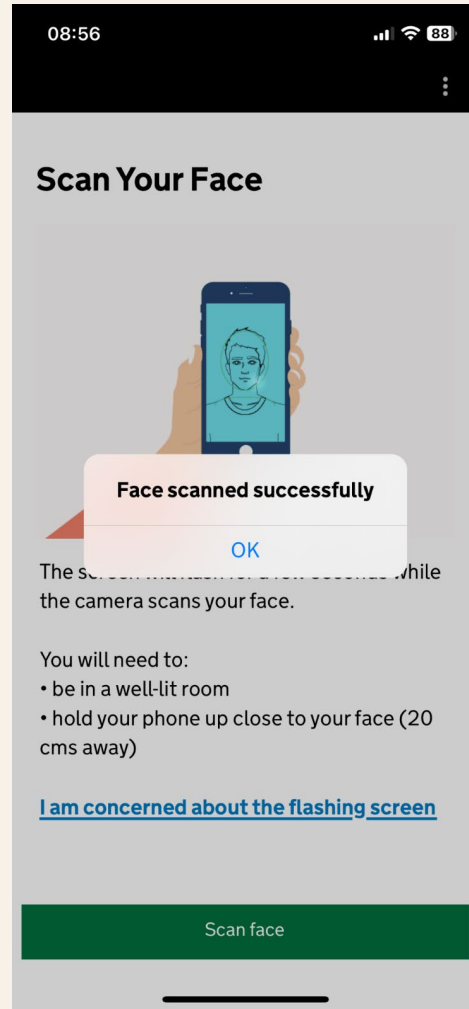 08:56
88
Scan Your Face
Face scanned successfully
OK
The while
the camera scans your face.
You will need to:
• be in a well-lit room
• hold your phone up close to your face (20
cms away)
I am concerned about the flashing screen
Scan face